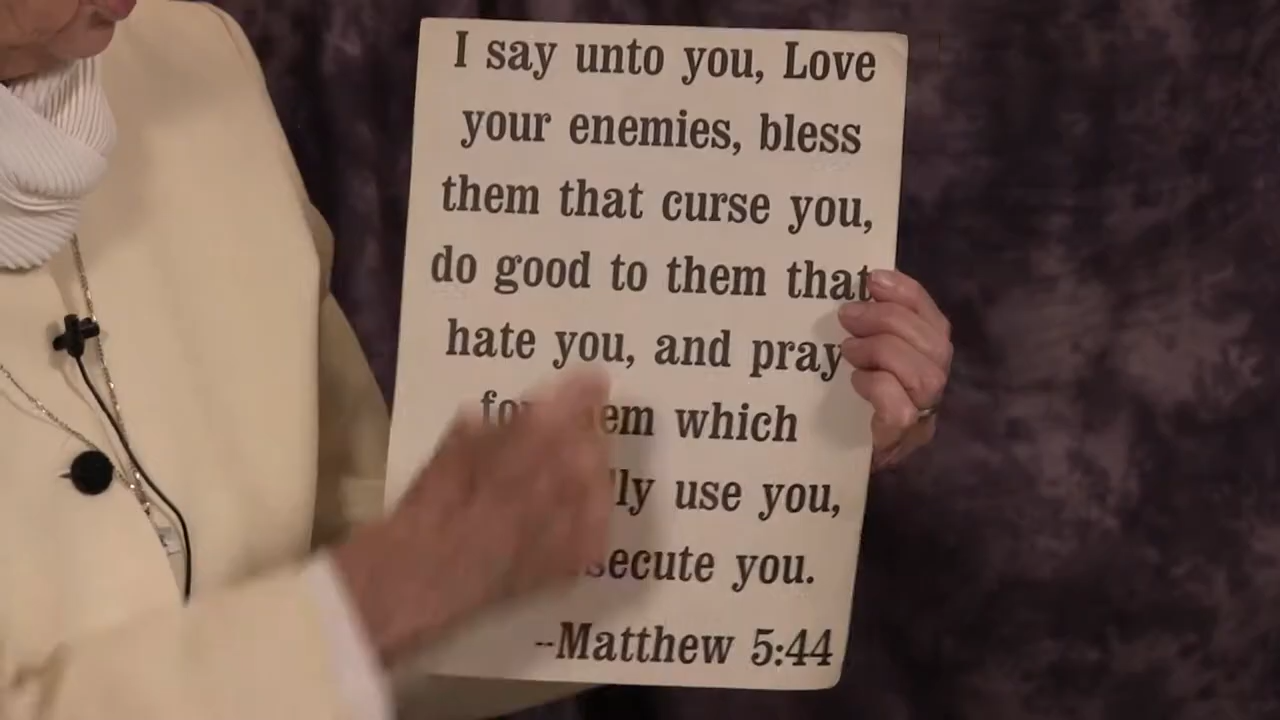 I say unto you, Love
your enemies, bless
them that curse you,
do good to them that
hate you, and pray
which
use you,
you.
--Matthew 5:44